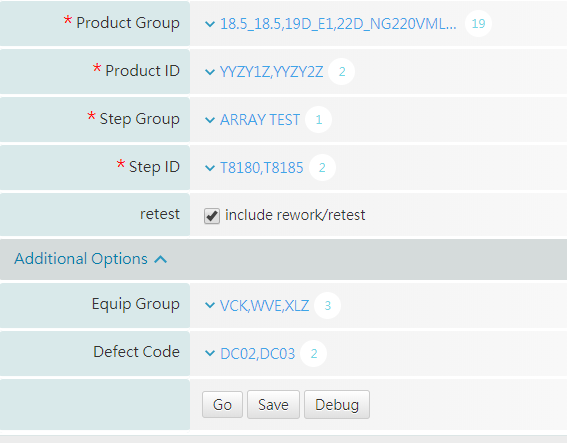 * Product Group 18.5_18.5,19D_E1,22D_NG220VML... 19
* Product ID YYZY1Z,YYZY2Z 2
* Step Group ARRAY TEST 1
* Step ID T8180,T8185 2
retest include rework/retest
Additional Options
Equip Group VCK,WVE,XLZ 3
Defect Code DC02,DC03 2
Go Save Debug